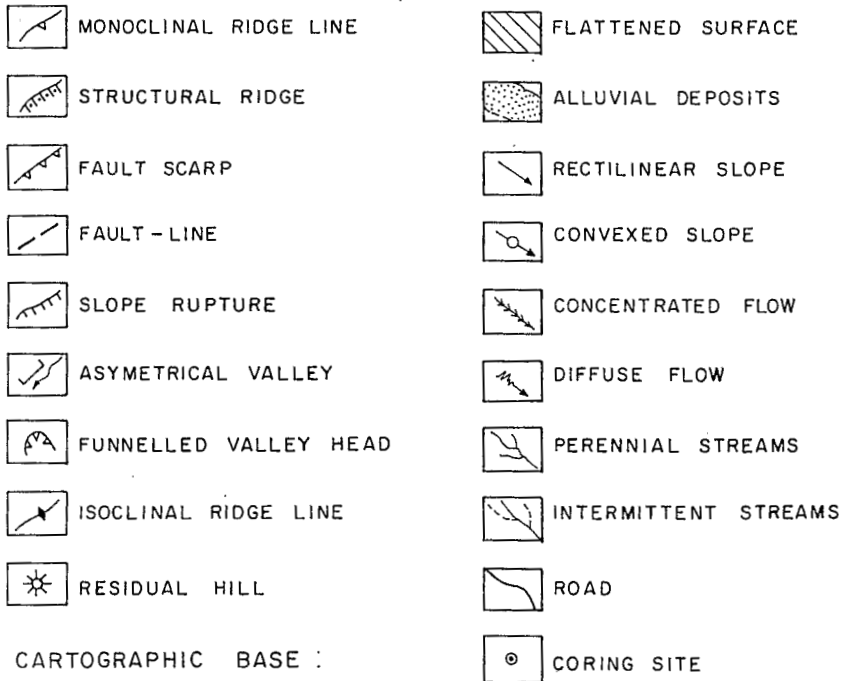 MONOCLINAL RIDGE LINE
STRUCTURAL RIDGE
FAULT SCARP
FAULT-LINE
SLOPE RUPTURE
ASYMETRICAL VALLEY
FUNNELLED VALLEY HEAD
ISOCLINAL RIDGE LINE
RESIDUAL HILL
CARTOGRAPHIC BASE :
FLATTENED SURFACE
ALLUVIAL DEPOSITS
RECTILINEAR SLOPE
CONVEXED SLOPE
CONCENTRATED FLOW
DIFFUSE FLOW
PERENNIAL STREAMS
INTERMITTENT STREAMS
ROAD
CORING SITE